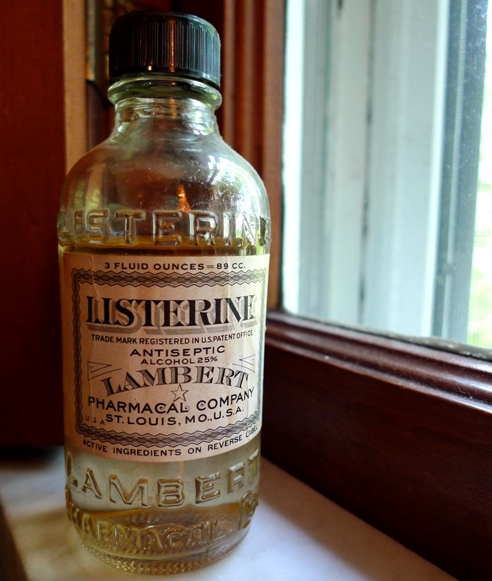 LISTERINE
3 FLUID OUNCES = 89 CC.
LISTERINE
TRADE MARK REGISTERED IN U.S. PATENT OFFICE
ANTISEPTIC
ALCOHOL 25%
LAMBERT
PHARMACAL COMPANY
U.S.A. ST. LOUIS, MO., U.S.A.
ACTIVE INGREDIENTS ON REVERSE LABEL
LAMBERT
PHARMACAL CO